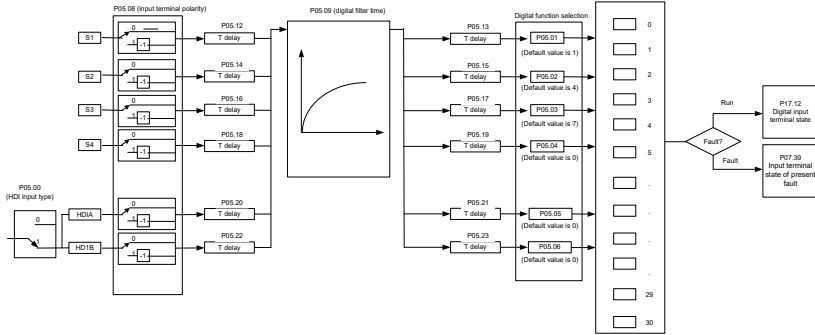 P05.08 (input terminal polarity)
P05.09 (digital filter time)
Digital function selection
S1
0
1
-1
P05.12
T delay
P05.13
T delay
P05.01
(Default value is 1)
S2
0
1
-1
P05.14
T delay
P05.15
T delay
P05.02
(Default value is 4)
S3
0
1
-1
P05.16
T delay
P05.17
T delay
P05.03
(Default value is 7)
S4
0
1
-1
P05.18
T delay
P05.19
T delay
P05.04
(Default value is 0)
P05.00
(HDI input type)
0
1
HDIA
0
1
-1
P05.20
T delay
P05.21
T delay
P05.05
(Default value is 0)
HD1B
0
1
-1
P05.22
T delay
P05.23
T delay
P05.06
(Default value is 0)
0
1
2
3
4
5
.
.
.
.
29
30
Fault?
Run
Fault
P17.12
Digital input
terminal state
P07.39
Input terminal
state of present
fault